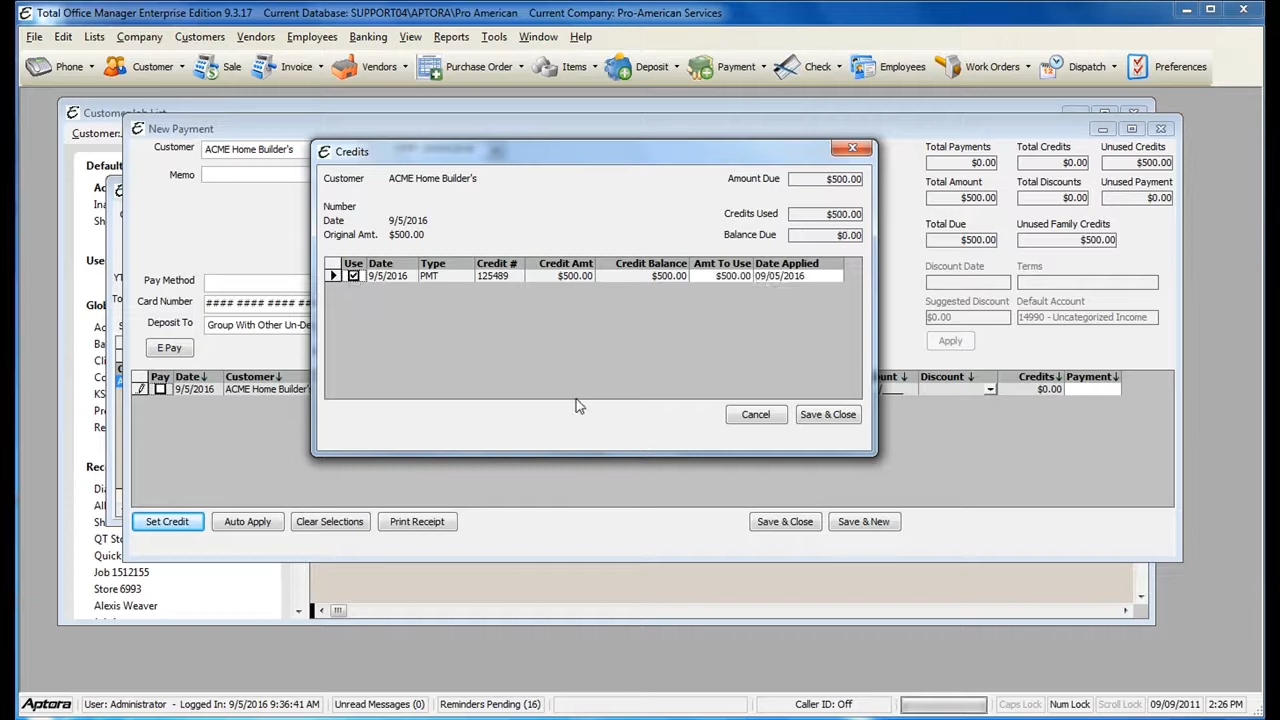 Total Office Manager Enterprise Edition 9.3.17 Current Database: SUPPORT04\APTORA\Pro American Current Company: Pro-American Services
File Edit Lists Company Customers Vendors Employees Banking View Reports Tools Window Help
Phone Customer Sale Invoice Vendors Purchase Order Items Deposit Payment Check Employees Work Orders Dispatch Preferences
Customer:Job List
Customer:
New Payment
Customer ACME Home Builder's
Memo
Pay Method
Card Number #### #### ####
Deposit To Group With Other Un-De
E Pay
Total Payments Total Credits Unused Credits
$0.00 $0.00 $500.00
Total Amount Total Discounts Unused Payment
$500.00 $0.00 $0.00
Total Due Unused Family Credits
$500.00 $500.00
Discount Date Terms
Suggested Discount Default Account
$0.00 14990 - Uncategorized Income
Apply
Credits
Customer ACME Home Builder's Amount Due $500.00
Number
Date 9/5/2016 Credits Used $500.00
Original Amt. $500.00 Balance Due $0.00
Use Date Type Credit # Credit Amt Credit Balance Amt To Use Date Applied
9/5/2016 PMT 125489 $500.00 $500.00 $500.00 09/05/2016
Cancel Save & Close
Pay Date Customer Discount Credits Payment
9/5/2016 ACME Home Builder's $0.00
Set Credit Auto Apply Clear Selections Print Receipt Save & Close Save & New
QT Sto
Quick
Job 1512155
Store 6993
Alexis Weaver
Aptora User: Administrator - Logged In: 9/5/2016 9:36:41 AM Unread Messages (0) Reminders Pending (16) Caller ID: Off Caps Lock Num Lock Scroll Lock 09/09/2011 2:26 PM